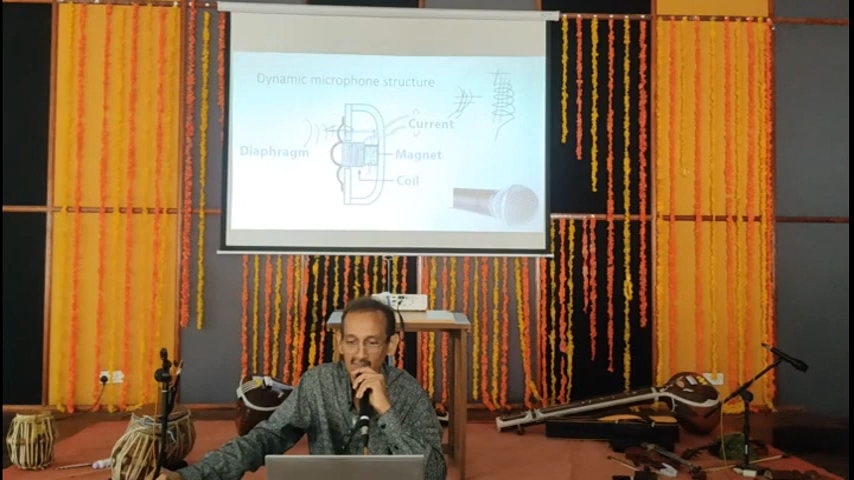 Dynamic microphone structure
Current
Diaphragm
Magnet
Coil